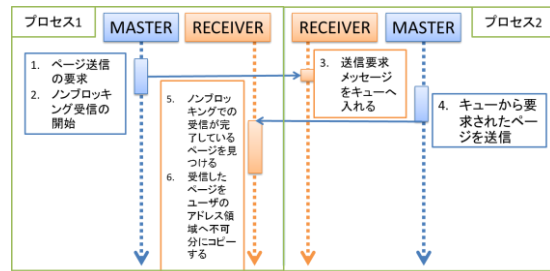 プロセス1
MASTER
RECEIVER
RECEIVER
MASTER
プロセス2
1. ページ送信
の要求
2. ノンブロッキ
ング受信の
開始
3. 送信要求
メッセージ
をキューへ
入れる
4. キューから要
求されたペー
ジを送信
5. ノンブロッ
キングでの
受信が完
了している
ページを見
つける
6. 受信した
ページを
ユーザの
アドレス領
域へ不可
分にコピー
する